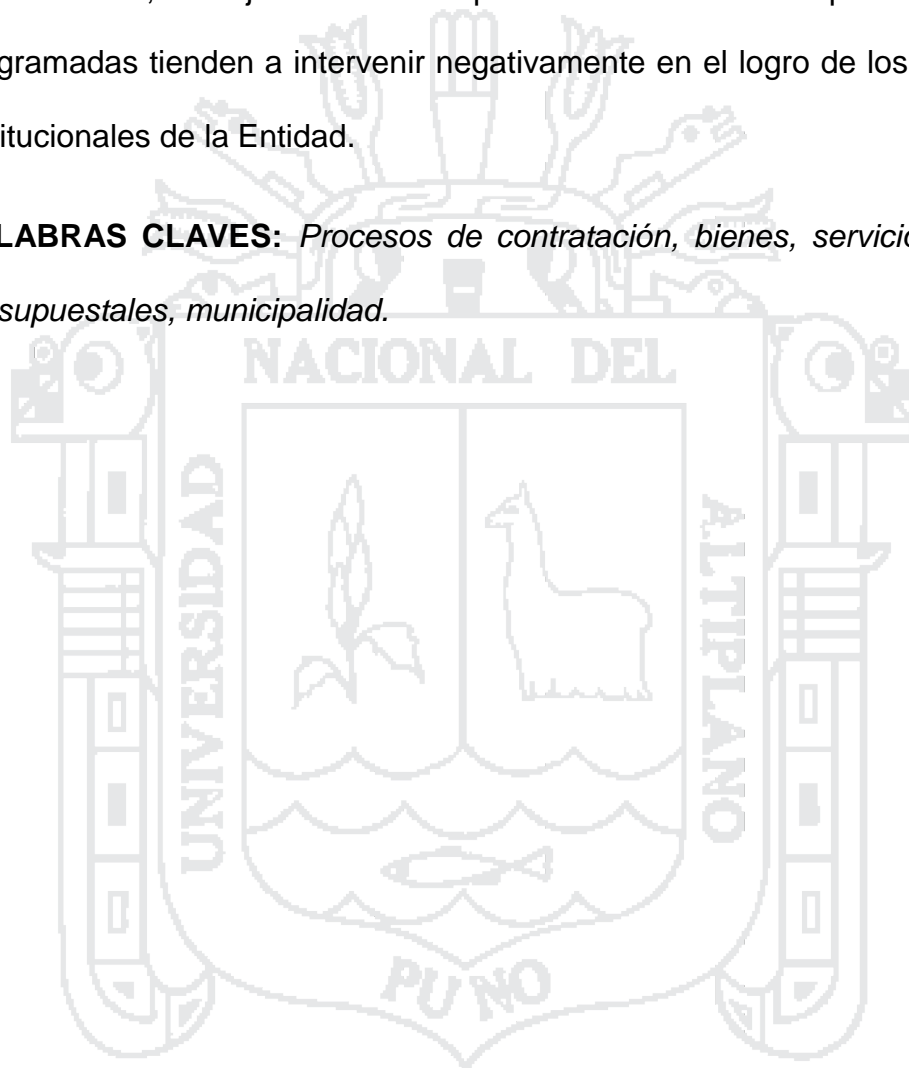 gramadas tienden a intervenir negativamente en el logro de los
itucionales de la Entidad.
LABRAS CLAVES: Procesos de contratación, bienes, servicio
supuestales, municipalidad.
NACIONAL DEL
UNIVERSIDAD
ALTIPLANO
PUNO